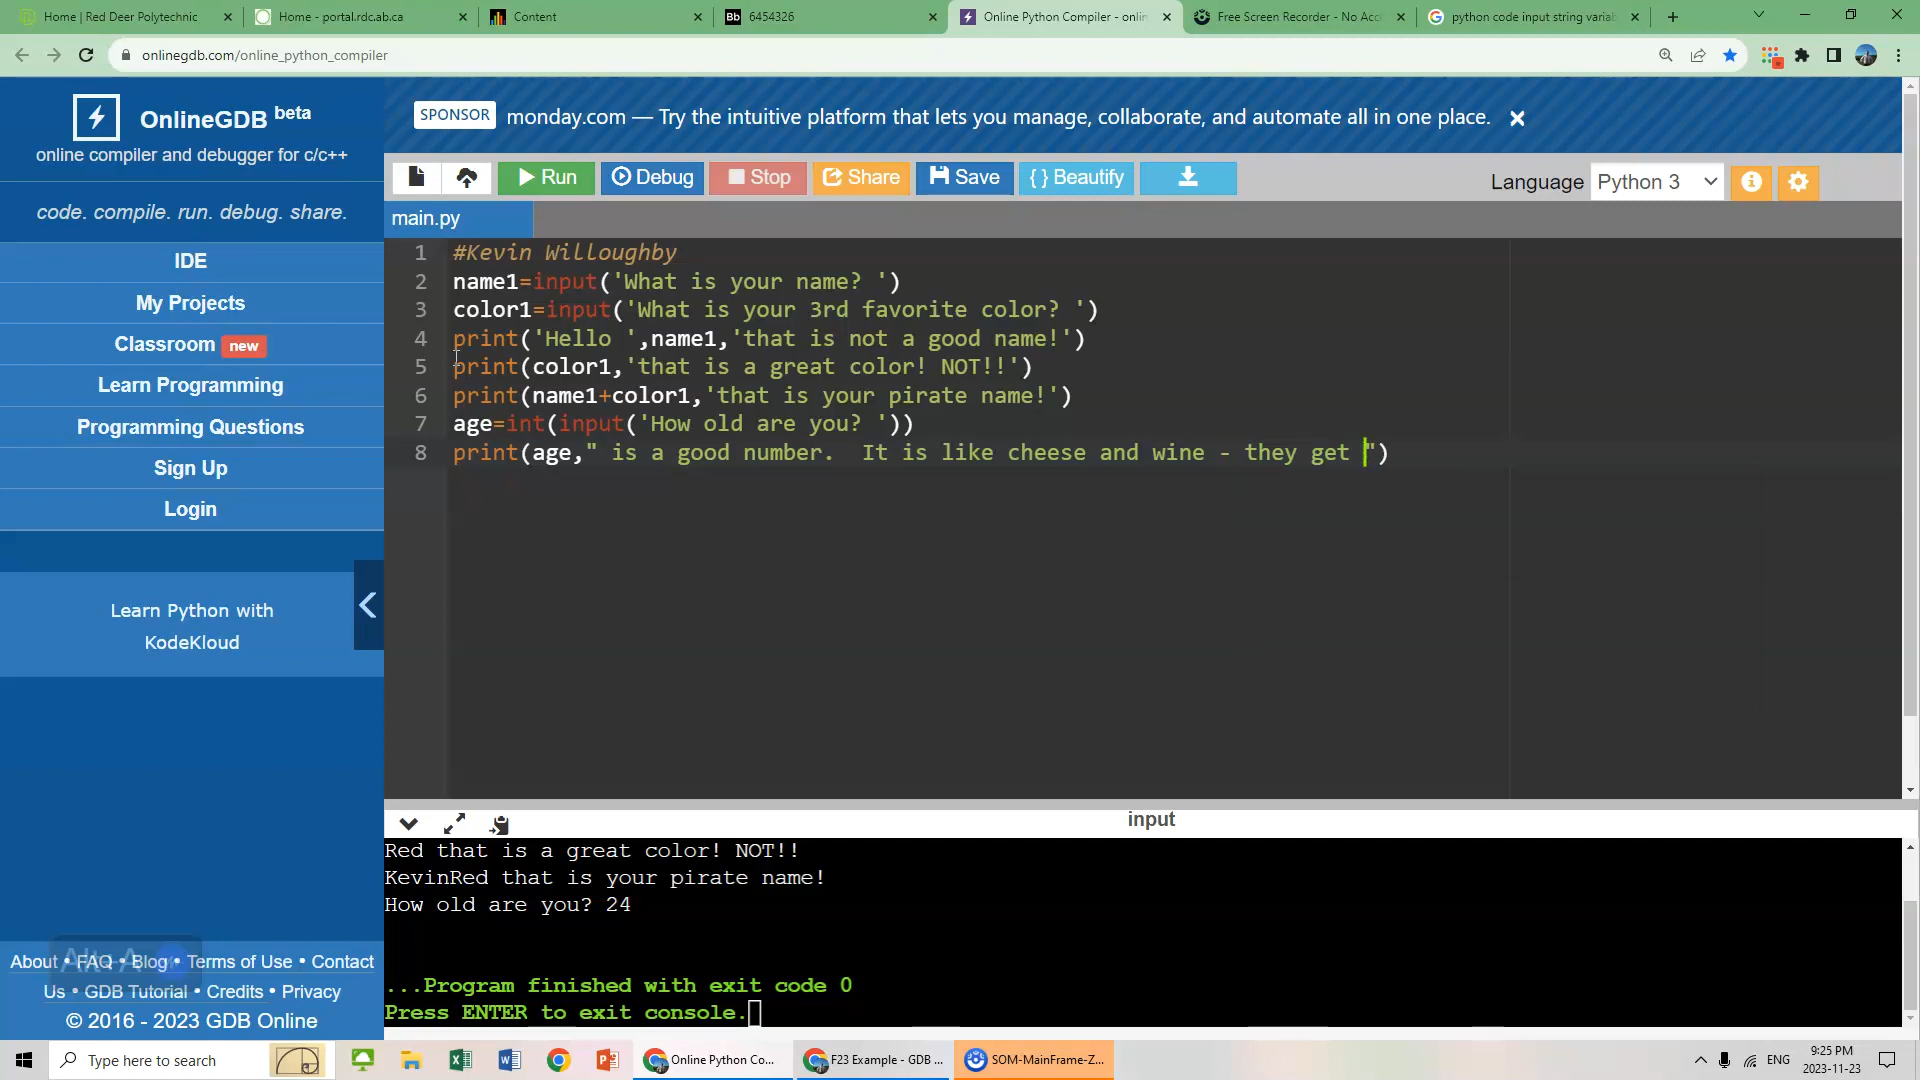 Home | Red Deer Polytechnic
Home - portal.rdc.ab.ca
Content
Bb 6454326
Online Python Compiler - onlin
Free Screen Recorder - No Acc
python code input string variab
onlinegdb.com/online_python_compiler
OnlineGDB beta
online compiler and debugger for c/c++
code. compile. run. debug. share.
IDE
My Projects
Classroom new
Learn Programming
Programming Questions
Sign Up
Login
Learn Python with
KodeKloud
About • FAQ • Blog • Terms of Use • Contact
Us • GDB Tutorial • Credits • Privacy
© 2016 - 2023 GDB Online
SPONSOR monday.com — Try the intuitive platform that lets you manage, collaborate, and automate all in one place.
Run Debug Stop Share Save { } Beautify
Language Python 3
main.py
1 #Kevin Willoughby
2 name1=input('What is your name? ')
3 color1=input('What is your 3rd favorite color? ')
4 print('Hello ',name1,'that is not a good name!')
5 print(color1,'that is a great color! NOT!!')
6 print(name1+color1,'that is your pirate name!')
7 age=int(input('How old are you? '))
8 print(age," is a good number.  It is like cheese and wine - they get ")
input
Red that is a great color! NOT!!
KevinRed that is your pirate name!
How old are you? 24
...Program finished with exit code 0
Press ENTER to exit console.
Type here to search
Online Python Co...
F23 Example - GDB ...
SOM-MainFrame-Z...
ENG
9:25 PM
2023-11-23